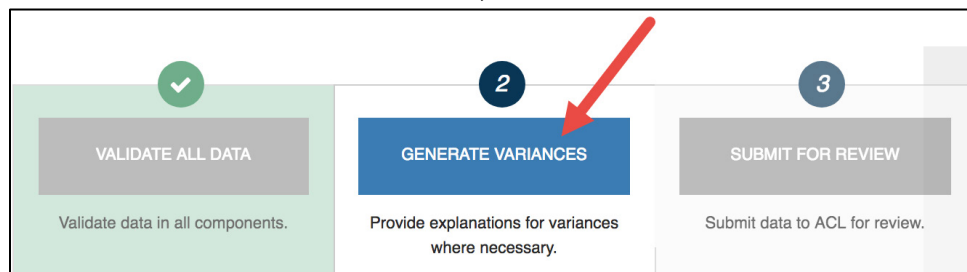 2
3
VALIDATE ALL DATA
GENERATE VARIANCES
SUBMIT FOR REVIEW
Validate data in all components.
Provide explanations for variances
where necessary.
Submit data to ACL for review.